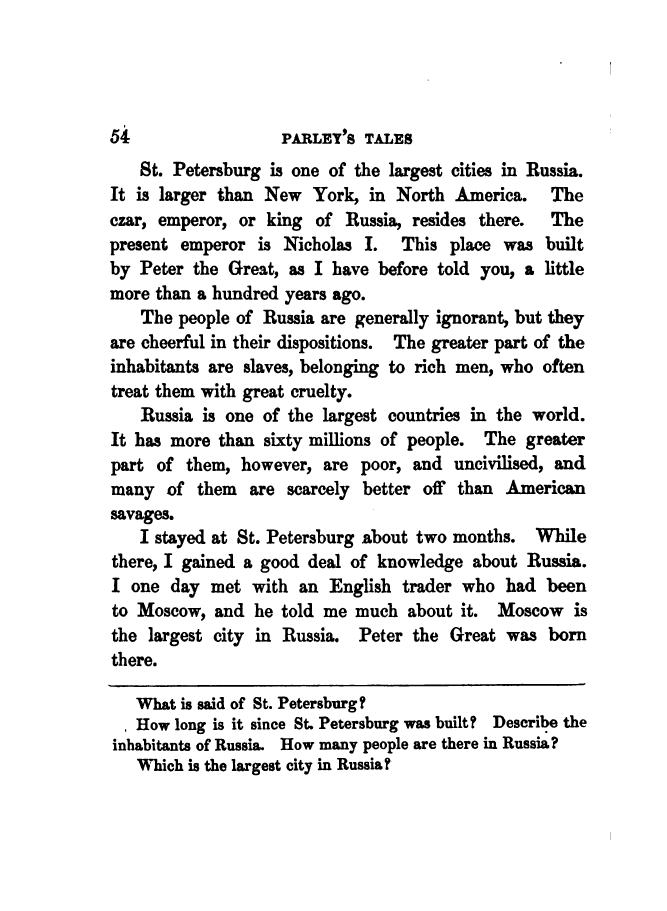 54 PARLEY'S TALES
St. Petersburg is one of the largest cities in Russia.
It is larger than New York, in North America. The
czar, emperor, or king of Russia, resides there. The
present emperor is Nicholas I. This place was built
by Peter the Great, as I have before told you, a little
more than a hundred years ago.
The people of Russia are generally ignorant, but they
are cheerful in their dispositions. The greater part of the
inhabitants are slaves, belonging to rich men, who often
treat them with great cruelty.
Russia is one of the largest countries in the world.
It has more than sixty millions of people. The greater
part of them, however, are poor, and uncivilised, and
many of them are scarcely better off than American
savages.
I stayed at St. Petersburg about two months. While
there, I gained a good deal of knowledge about Russia.
I one day met with an English trader who had been
to Moscow, and he told me much about it. Moscow is
the largest city in Russia. Peter the Great was born
there.
What is said of St. Petersburg?
How long is it since St. Petersburg was built? Describe the
inhabitants of Russia. How many people are there in Russia?
Which is the largest city in Russia?